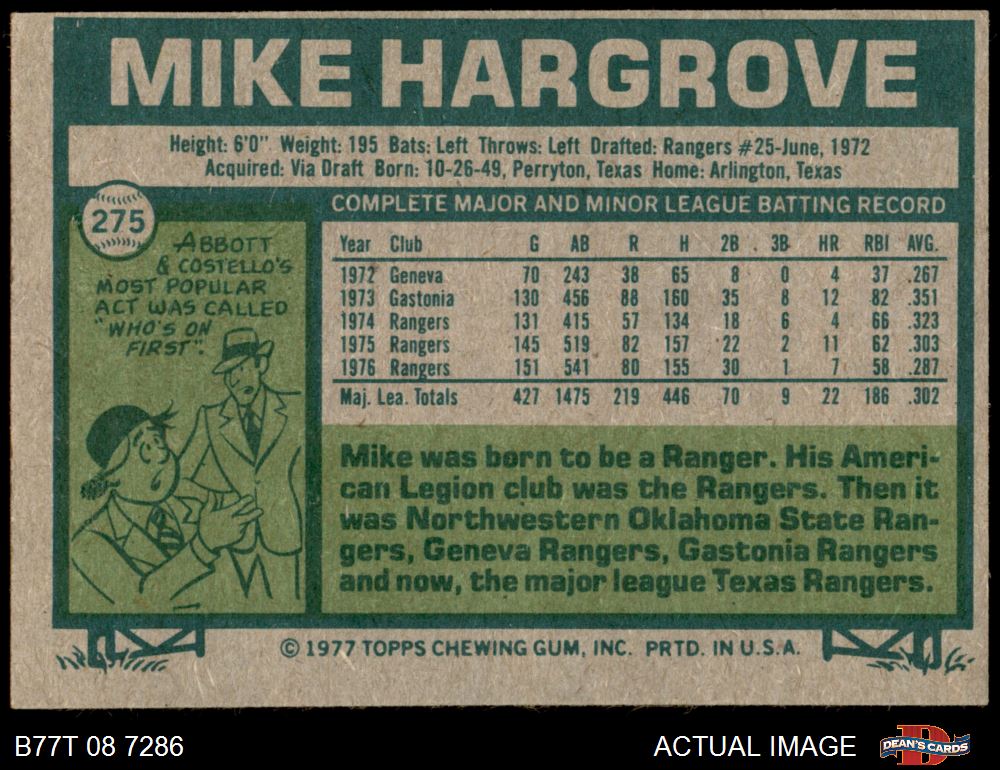 MIKE HARGROVE
Height: 6'0" Weight: 195 Bats: Left Throws: Left Drafted: Rangers #25-June, 1972
Acquired: Via Draft Born: 10-26-49, Perryton, Texas Home: Arlington, Texas
275
ABBOTT
& COSTELLO'S
MOST POPULAR
ACT WAS CALLED
"WHO'S ON
FIRST".
COMPLETE MAJOR AND MINOR LEAGUE BATTING RECORD
Year Club G AB R H 2B 3B HR RBI AVG.
1972 Geneva 70 243 38 65 8 0 4 37 .267
1973 Gastonia 130 456 88 160 35 8 12 82 .351
1974 Rangers 131 415 57 134 18 6 4 66 .323
1975 Rangers 145 519 82 157 22 2 11 62 .303
1976 Rangers 151 541 80 155 30 1 7 58 .287
Maj. Lea. Totals 427 1475 219 446 70 9 22 186 .302
Mike was born to be a Ranger. His Ameri-
can Legion club was the Rangers. Then it
was Northwestern Oklahoma State Ran-
gers, Geneva Rangers, Gastonia Rangers
and now, the major league Texas Rangers.
© 1977 TOPPS CHEWING GUM, INC. PRTD. IN U.S.A.
B77T 08 7286
ACTUAL IMAGE
D
DEAN'S CARDS